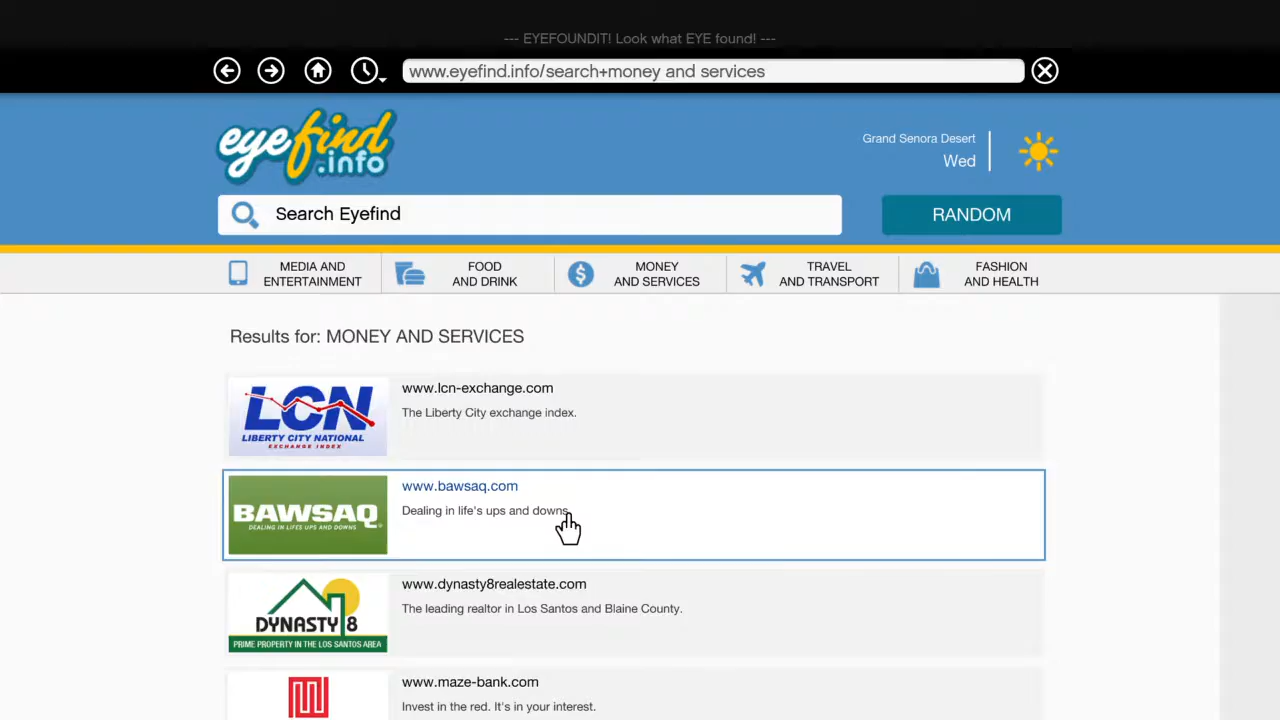 --- EYEFOUNDIT! Look what EYE found! ---
www.eyefind.info/search+money and services
eyefind
.info
Grand Senora Desert
Wed
Search Eyefind
RANDOM
MEDIA AND
ENTERTAINMENT
FOOD
AND DRINK
MONEY
AND SERVICES
TRAVEL
AND TRANSPORT
FASHION
AND HEALTH
Results for: MONEY AND SERVICES
LCN
LIBERTY CITY NATIONAL
EXCHANGE INDEX
www.lcn-exchange.com
The Liberty City exchange index.
BAWSAQ
DEALING IN LIFES UPS AND DOWNS
www.bawsaq.com
Dealing in life's ups and downs.
DYNASTY 8
PRIME PROPERTY IN THE LOS SANTOS AREA
www.dynasty8realestate.com
The leading realtor in Los Santos and Blaine County.
www.maze-bank.com
Invest in the red. It's in your interest.